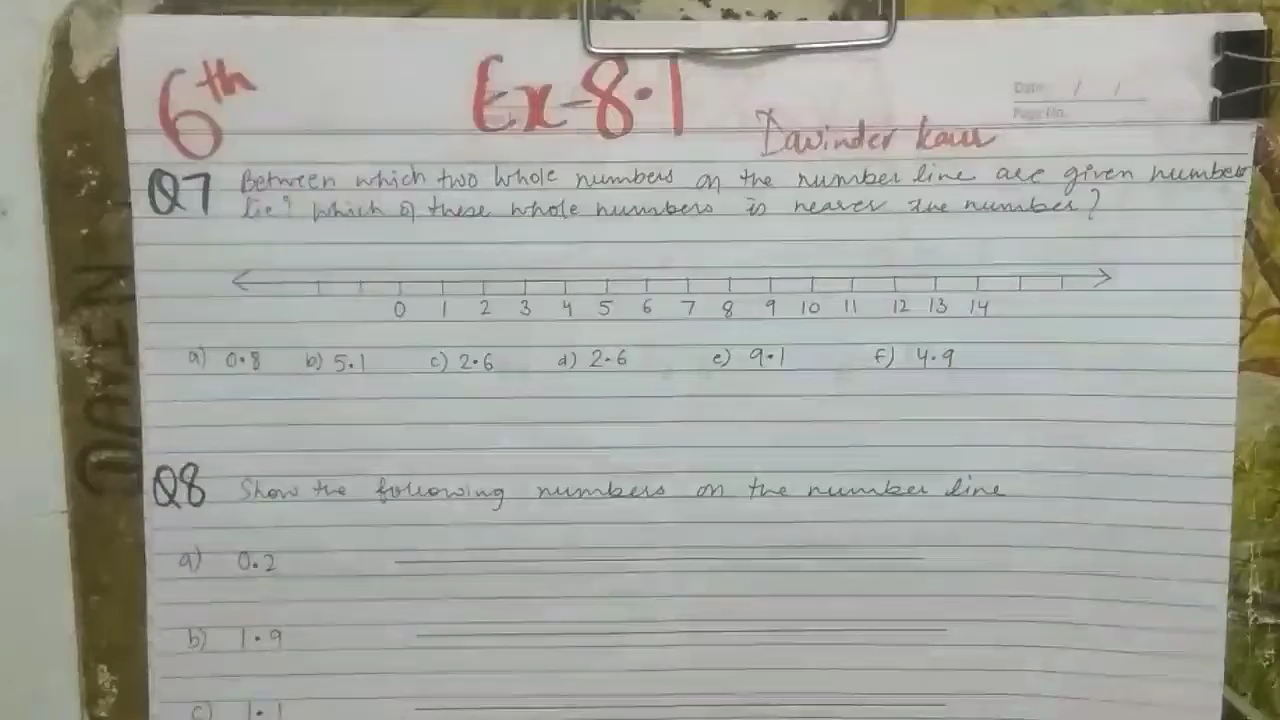 6th
Ex-8.1
Date / /
Page No.
Davinder kaur
Q7 Between which two whole numbers on the number line are given number
lie? which of these whole numbers is nearer the number?
0 1 2 3 4 5 6 7 8 9 10 11 12 13 14
a) 0.8 b) 5.1 c) 2.6 d) 2.6 e) 9.1 f) 4.9
Q8 Show the following numbers on the number line
a) 0.2
b) 1.9
c) 1.1